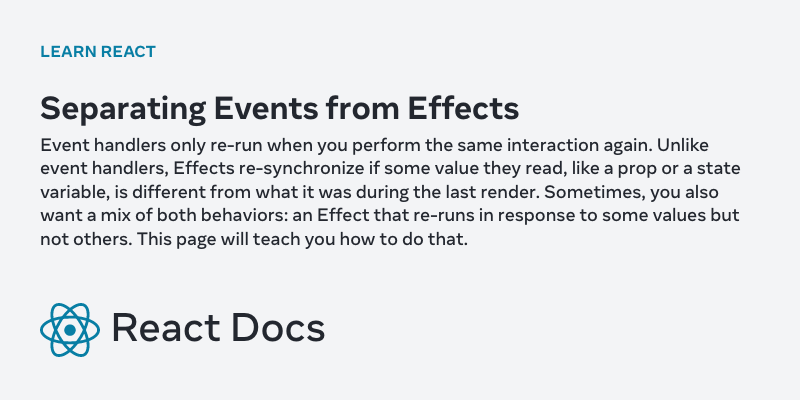 LEARN REACT
Separating Events from Effects
Event handlers only re-run when you perform the same interaction again. Unlike
event handlers, Effects re-synchronize if some value they read, like a prop or a state
variable, is different from what it was during the last render. Sometimes, you also
want a mix of both behaviors: an Effect that re-runs in response to some values but
not others. This page will teach you how to do that.
React Docs